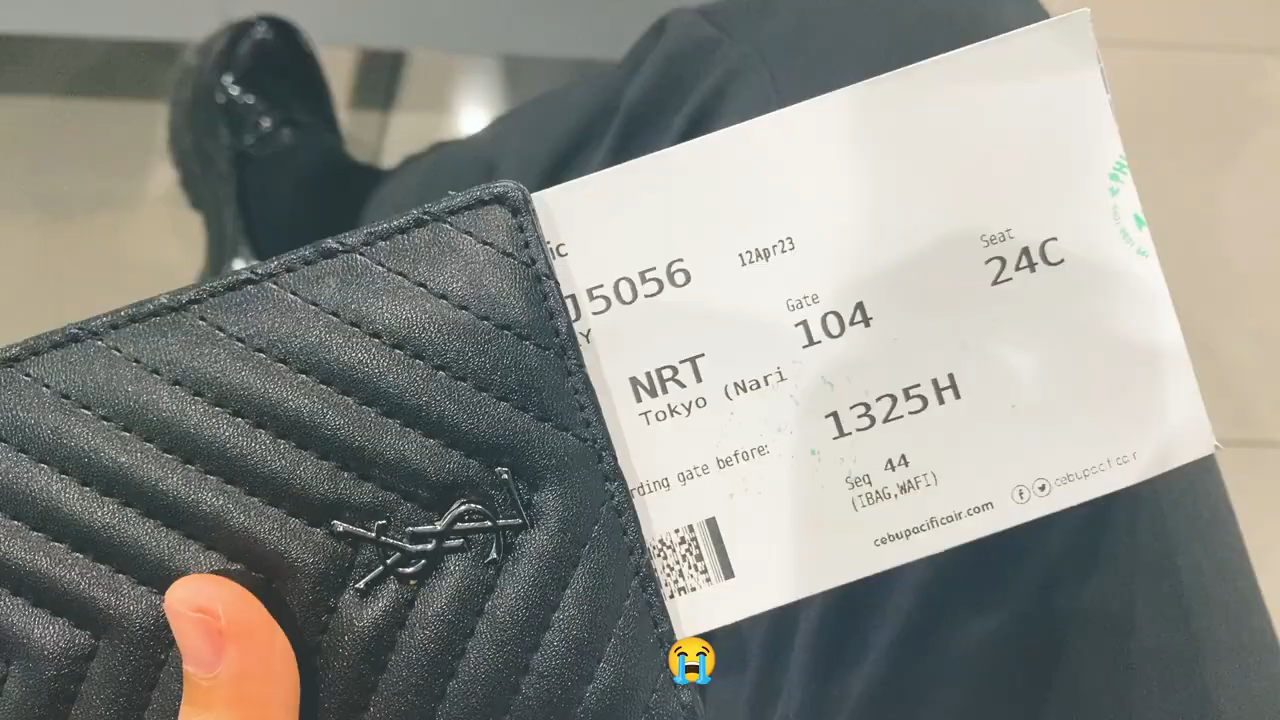 ic
J5056
12Apr23
Seat
24C
Y
Gate
104
NRT
Tokyo (Nari
rding gate before:
1325H
Seq 44
(IBAG,WAFI)
cebupacificair.com
cebupacificair
YSL